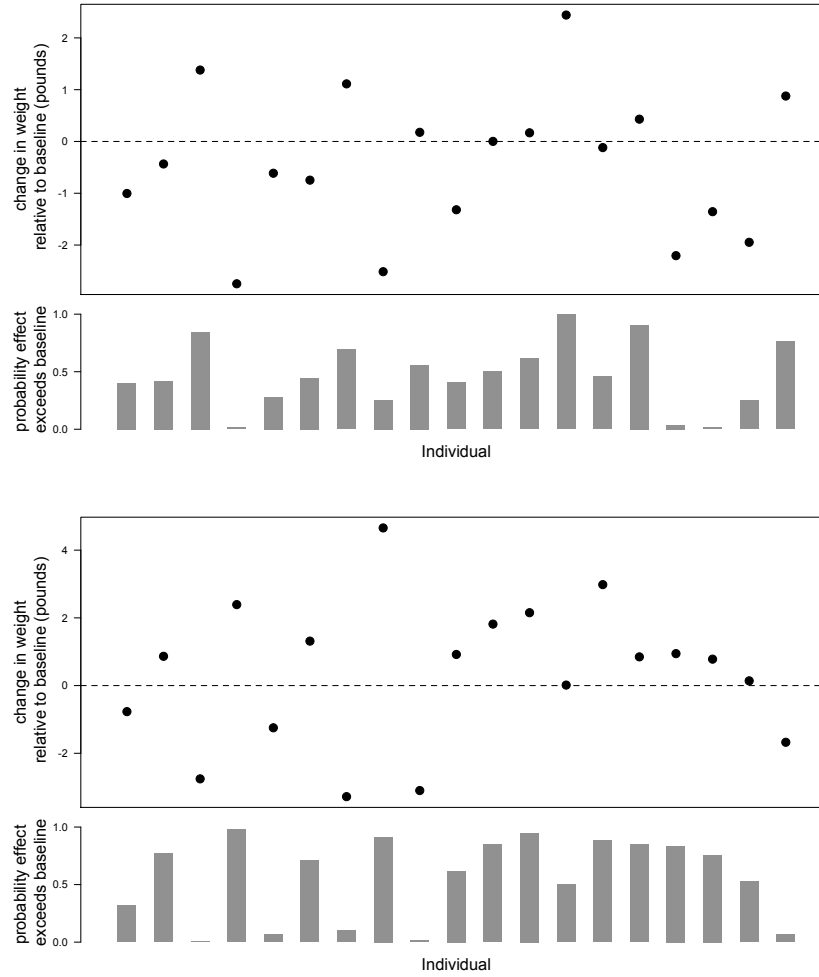 change in weight
relative to baseline (pounds)
2
1
0
-1
-2
probability effect
exceeds baseline
1.0
0.5
0.0
Individual
change in weight
relative to baseline (pounds)
4
2
0
-2
probability effect
exceeds baseline
1.0
0.5
0.0
Individual